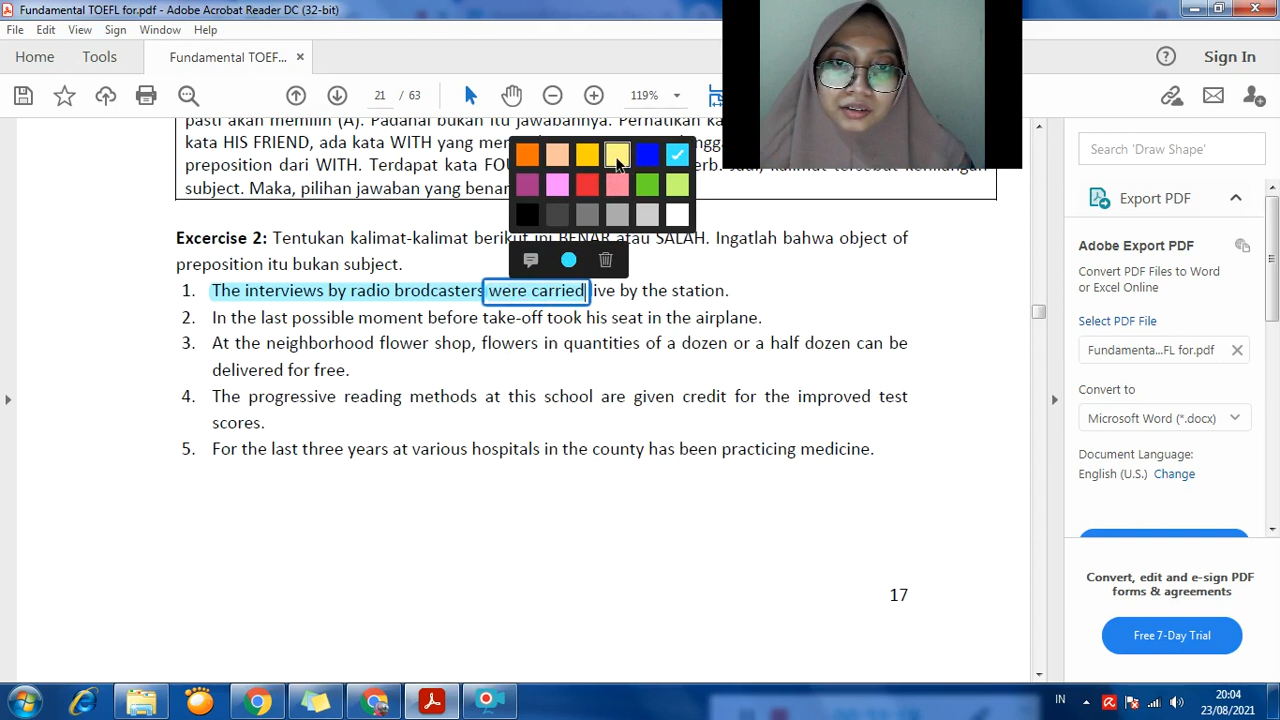 Fundamental TOEFL for.pdf - Adobe Acrobat Reader DC (32-bit)
File Edit View Sign Window Help
Home Tools Fundamental TOEF... × Sign In
21 / 63 119%
pasti akan memilih (A). Padahal bukan itu jawabannya. Perhatikan
kata HIS FRIEND, ada kata WITH yang
preposition dari WITH. Terdapat kata
subject. Maka, pilihan jawaban yang
Excercise 2: Tentukan kalimat-kalimat berikut ini BENAR atau SALAH. Ingatlah bahwa object of
preposition itu bukan subject.
1. The interviews by radio brodcasters were carried live by the station.
2. In the last possible moment before take-off took his seat in the airplane.
3. At the neighborhood flower shop, flowers in quantities of a dozen or a half dozen can be
delivered for free.
4. The progressive reading methods at this school are given credit for the improved test
scores.
5. For the last three years at various hospitals in the county has been practicing medicine.
17
Search 'Draw Shape'
Export PDF
Adobe Export PDF
Convert PDF Files to Word
or Excel Online
Select PDF File
Fundamenta...FL for.pdf
Convert to
Microsoft Word (*.docx)
Document Language:
English (U.S.) Change
Convert, edit and e-sign PDF
forms & agreements
Free 7-Day Trial
IN
20:04
23/08/2021